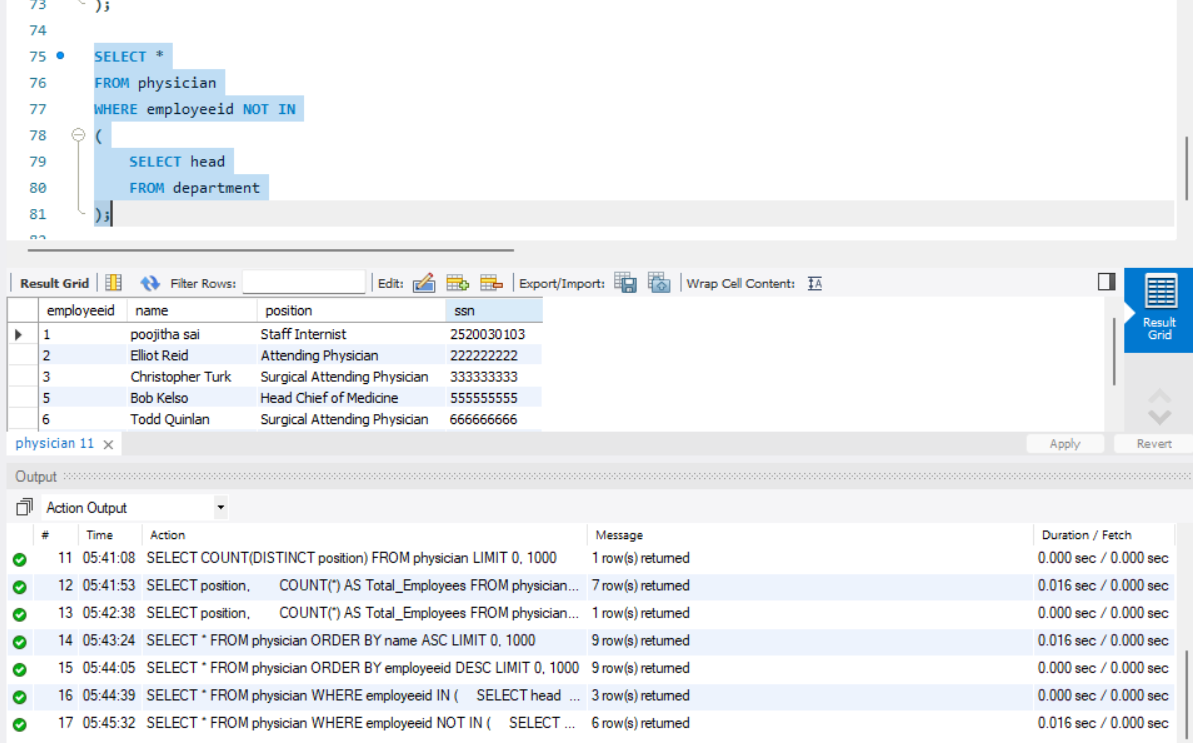 73 );
74
75 SELECT *
76 FROM physician
77 WHERE employeeid NOT IN
78 (
79 SELECT head
80 FROM department
81 );
82
Result Grid Filter Rows: Edit: Export/Import: Wrap Cell Content: IA
Result Grid
employeeid name position ssn
1 poojitha sai Staff Internist 2520030103
2 Elliot Reid Attending Physician 222222222
3 Christopher Turk Surgical Attending Physician 333333333
5 Bob Kelso Head Chief of Medicine 555555555
6 Todd Quinlan Surgical Attending Physician 666666666
physician 11 Apply Revert
Output
Action Output
# Time Action Message Duration / Fetch
11 05:41:08 SELECT COUNT(DISTINCT position) FROM physician LIMIT 0, 1000 1 row(s) returned 0.000 sec / 0.000 sec
12 05:41:53 SELECT position, COUNT(*) AS Total_Employees FROM physician... 7 row(s) returned 0.016 sec / 0.000 sec
13 05:42:38 SELECT position, COUNT(*) AS Total_Employees FROM physician... 1 row(s) returned 0.000 sec / 0.000 sec
14 05:43:24 SELECT * FROM physician ORDER BY name ASC LIMIT 0, 1000 9 row(s) returned 0.016 sec / 0.000 sec
15 05:44:05 SELECT * FROM physician ORDER BY employeeid DESC LIMIT 0, 1000 9 row(s) returned 0.000 sec / 0.000 sec
16 05:44:39 SELECT * FROM physician WHERE employeeid IN ( SELECT head ... 3 row(s) returned 0.000 sec / 0.000 sec
17 05:45:32 SELECT * FROM physician WHERE employeeid NOT IN ( SELECT ... 6 row(s) returned 0.016 sec / 0.000 sec